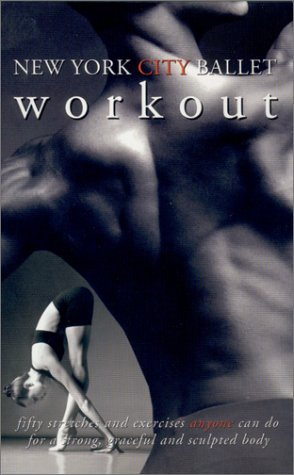 NEW YORK CITY BALLET
workout
fifty stretches and exercises anyone can do
for a strong, graceful and sculpted body